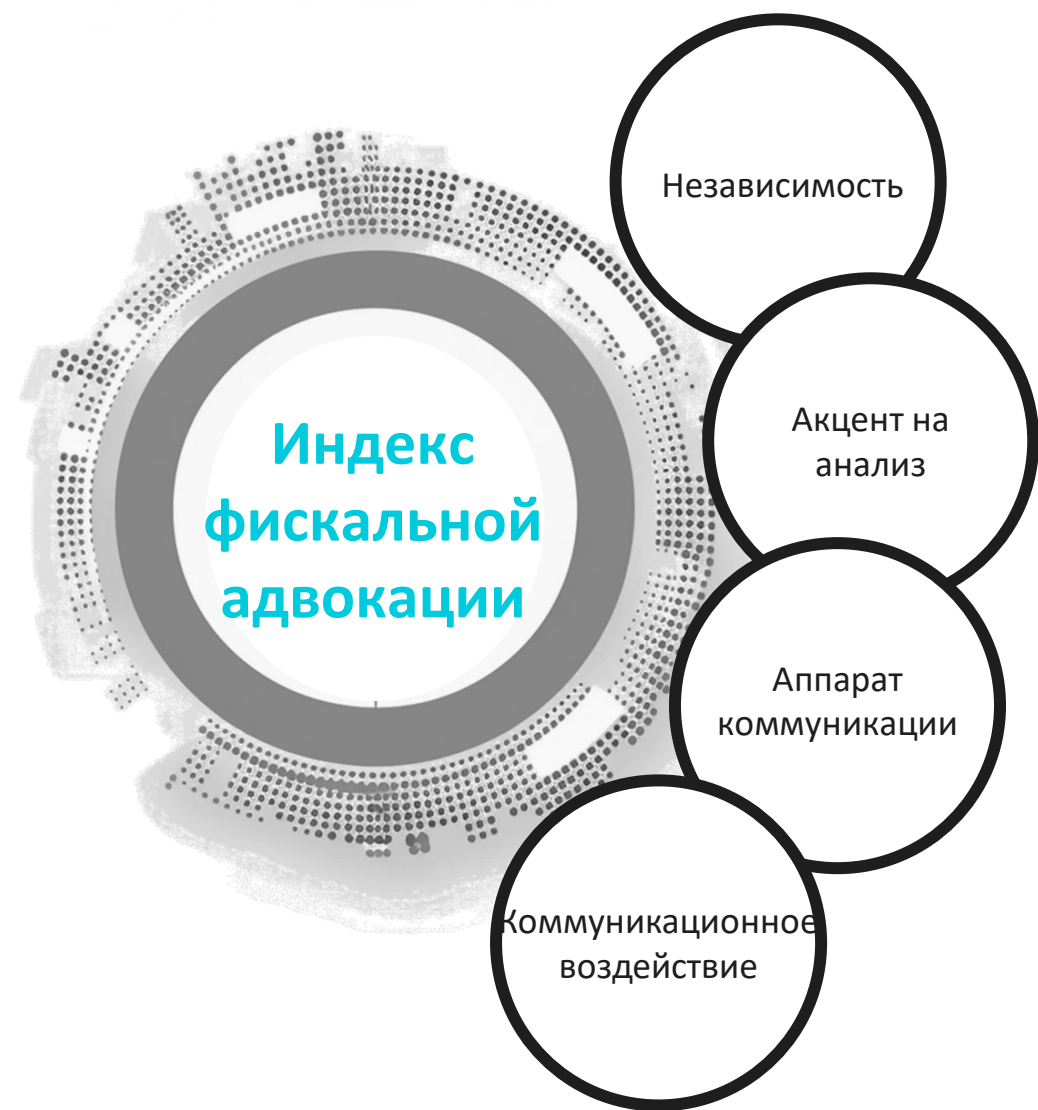 Независимость
Акцент на
анализ
Индекс
фискальной
адвокации
Аппарат
коммуникации
Коммуникационное
воздействие